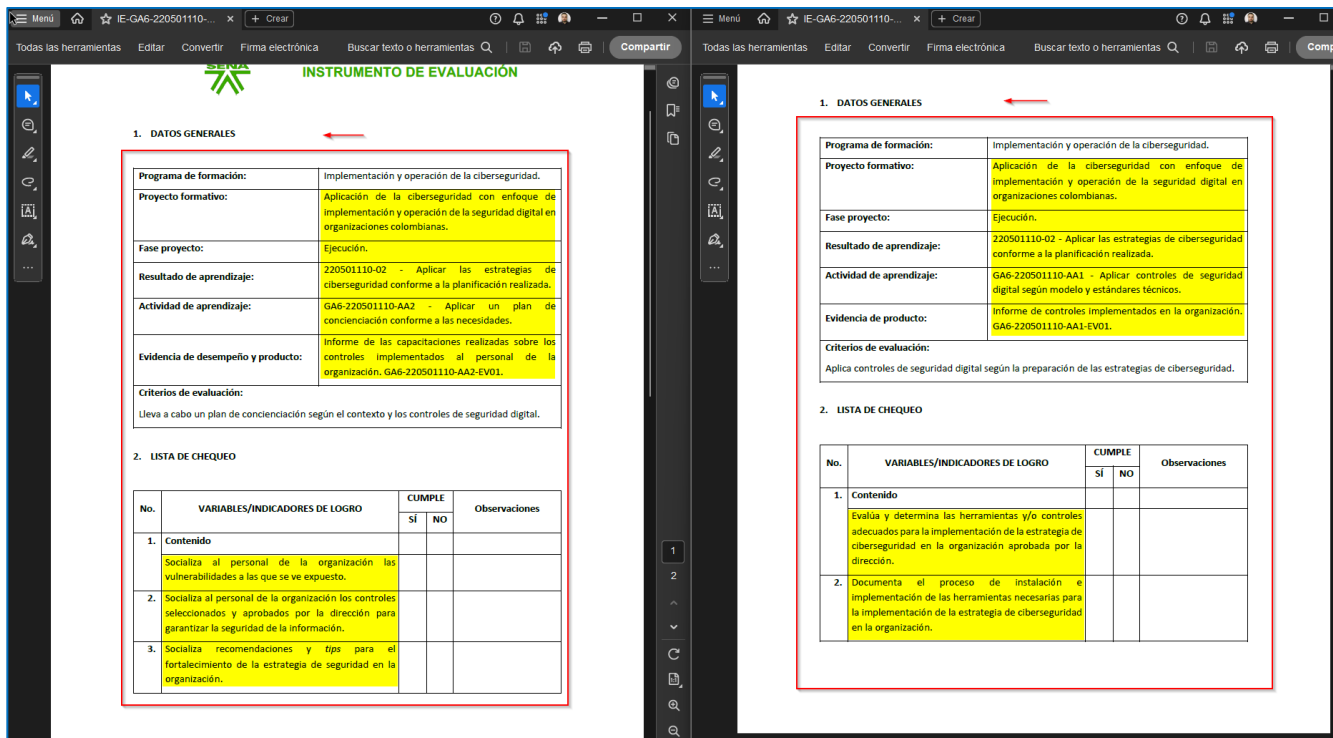 Menú
IE-GA6-220501110-... × + Crear
Todas las herramientas Editar Convertir Firma electrónica Buscar texto o herramientas Compartir
SENA
INSTRUMENTO DE EVALUACIÓN
1. DATOS GENERALES
Programa de formación: Implementación y operación de la ciberseguridad.
Proyecto formativo: Aplicación de la ciberseguridad con enfoque de
implementación y operación de la seguridad digital en
organizaciones colombianas.
Fase proyecto: Ejecución.
Resultado de aprendizaje: 220501110-02 - Aplicar las estrategias de
ciberseguridad conforme a la planificación realizada.
Actividad de aprendizaje: GA6-220501110-AA2 - Aplicar un plan de
concienciación conforme a las necesidades.
Evidencia de desempeño y producto: Informe de las capacitaciones realizadas sobre los
controles implementados al personal de la
organización. GA6-220501110-AA2-EV01.
Criterios de evaluación:
Lleva a cabo un plan de concienciación según el contexto y los controles de seguridad digital.
2. LISTA DE CHEQUEO
No. VARIABLES/INDICADORES DE LOGRO CUMPLE Observaciones
SÍ NO
1. Contenido
Socializa al personal de la organización las
vulnerabilidades a las que se ve expuesto.
2. Socializa al personal de la organización los controles
seleccionados y aprobados por la dirección para
garantizar la seguridad de la información.
3. Socializa recomendaciones y tips para el
fortalecimiento de la estrategia de seguridad en la
organización.
1
2
Menú
IE-GA6-220501110-... × + Crear
Todas las herramientas Editar Convertir Firma electrónica Buscar texto o herramientas Comp
1. DATOS GENERALES
Programa de formación: Implementación y operación de la ciberseguridad.
Proyecto formativo: Aplicación de la ciberseguridad con enfoque de
implementación y operación de la seguridad digital en
organizaciones colombianas.
Fase proyecto: Ejecución.
Resultado de aprendizaje: 220501110-02 - Aplicar las estrategias de ciberseguridad
conforme a la planificación realizada.
Actividad de aprendizaje: GA6-220501110-AA1 - Aplicar controles de seguridad
digital según modelo y estándares técnicos.
Evidencia de producto: Informe de controles implementados en la organización.
GA6-220501110-AA1-EV01.
Criterios de evaluación:
Aplica controles de seguridad digital según la preparación de las estrategias de ciberseguridad.
2. LISTA DE CHEQUEO
No. VARIABLES/INDICADORES DE LOGRO CUMPLE Observaciones
SÍ NO
1. Contenido
Evalúa y determina las herramientas y/o controles
adecuados para la implementación de la estrategia de
ciberseguridad en la organización aprobada por la
dirección.
2. Documenta el proceso de instalación e
implementación de las herramientas necesarias para
la implementación de la estrategia de ciberseguridad
en la organización.